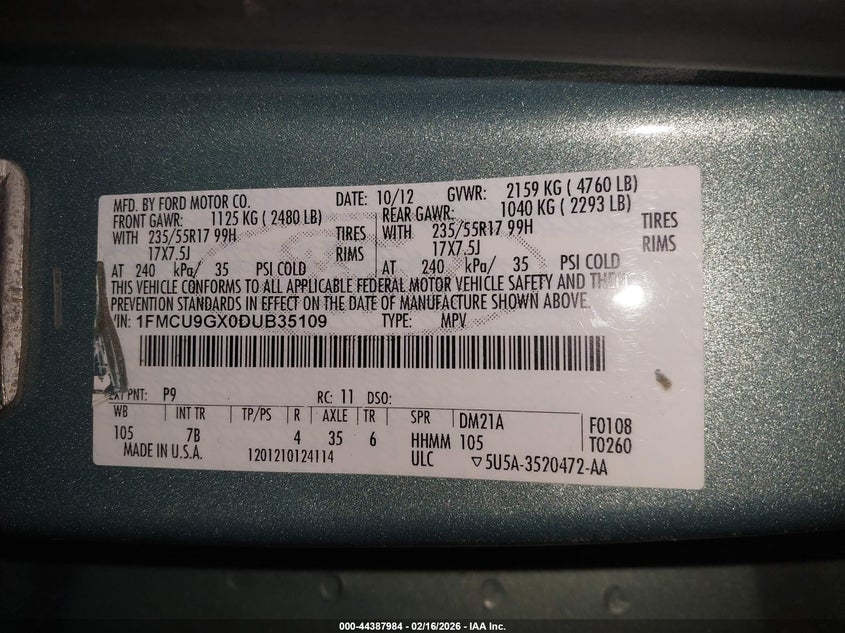 MFD. BY FORD MOTOR CO. DATE: 10/12 GVWR: 2159 KG ( 4760 LB)
FRONT GAWR: 1125 KG ( 2480 LB) REAR GAWR: 1040 KG ( 2293 LB)
WITH 235/55R17 99H TIRES WITH 235/55R17 99H TIRES
17X7.5J RIMS 17X7.5J RIMS
AT 240 kPa/ 35 PSI COLD AT 240 kPa/ 35 PSI COLD
THIS VEHICLE CONFORMS TO ALL APPLICABLE FEDERAL MOTOR VEHICLE SAFETY AND THEFT
PREVENTION STANDARDS IN EFFECT ON THE DATE OF MANUFACTURE SHOWN ABOVE.
VIN: 1FMCU9GX0DUB35109 TYPE: MPV
EXT PNT: P9 RC: 11 DSO:
WB INT TR TP/PS R AXLE TR SPR DM21A F0108
105 7B 4 35 6 HHMM 105 T0260
MADE IN U.S.A. 1201210124114 ULC ▽5U5A-3520472-AA
000-44387984 - 02/16/2026 - IAA Inc.